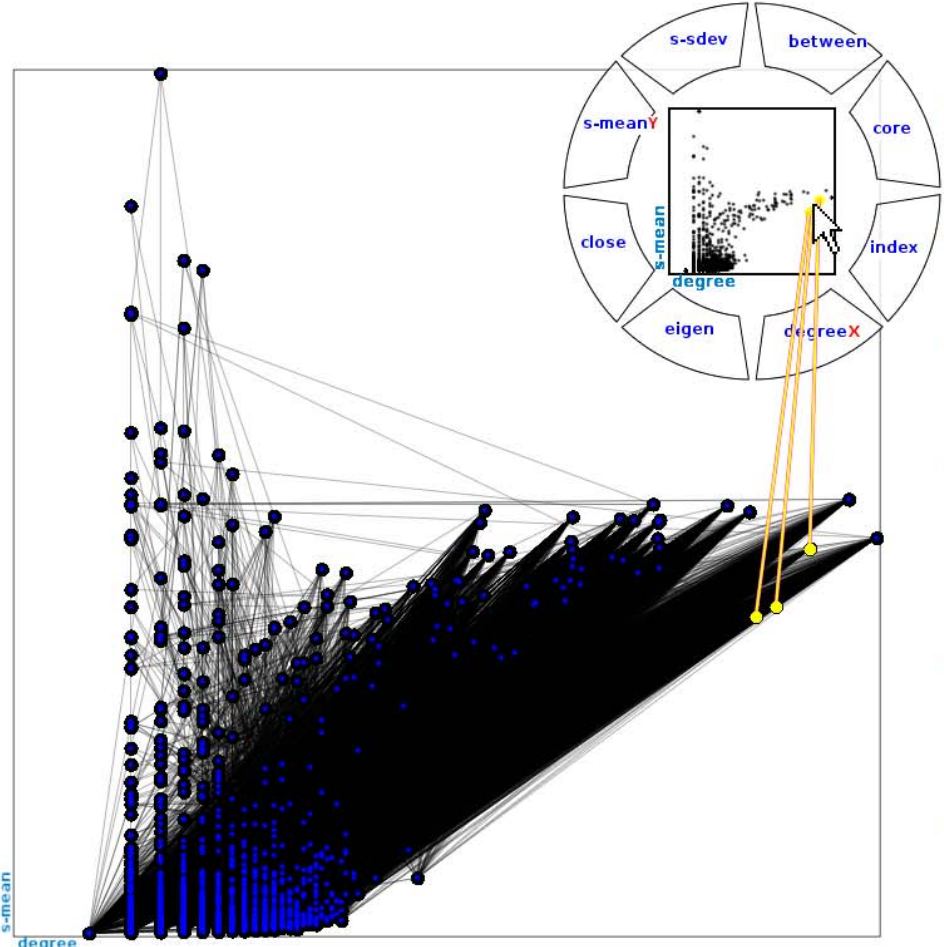 s-sdev
between
s-meanY
core
s-mean
close
index
degree
eigen
degreeX
s-mean
degree